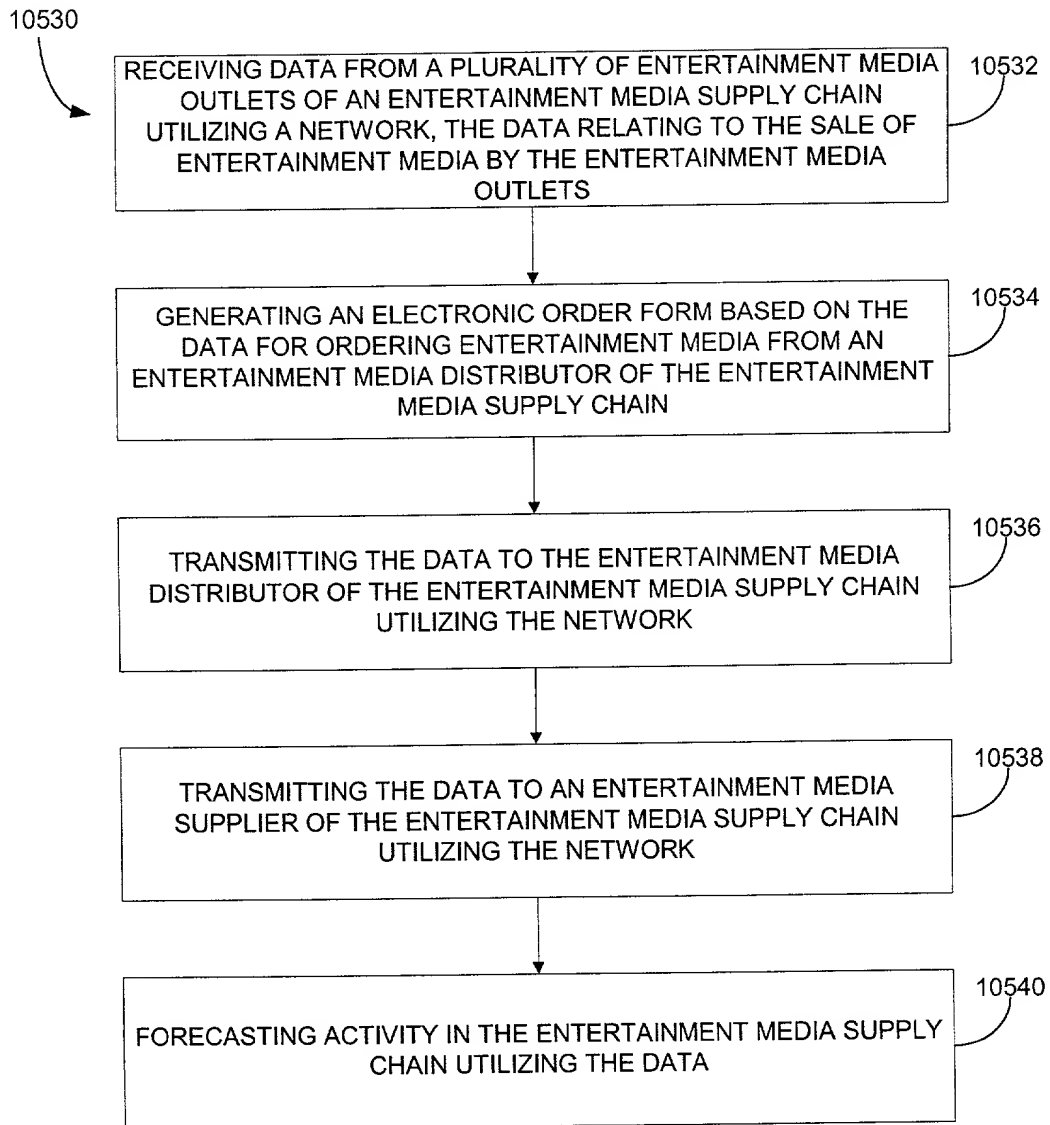 10530
RECEIVING DATA FROM A PLURALITY OF ENTERTAINMENT MEDIA
OUTLETS OF AN ENTERTAINMENT MEDIA SUPPLY CHAIN
UTILIZING A NETWORK, THE DATA RELATING TO THE SALE OF
ENTERTAINMENT MEDIA BY THE ENTERTAINMENT MEDIA
OUTLETS
10532
GENERATING AN ELECTRONIC ORDER FORM BASED ON THE
DATA FOR ORDERING ENTERTAINMENT MEDIA FROM AN
ENTERTAINMENT MEDIA DISTRIBUTOR OF THE ENTERTAINMENT
MEDIA SUPPLY CHAIN
10534
TRANSMITTING THE DATA TO THE ENTERTAINMENT MEDIA
DISTRIBUTOR OF THE ENTERTAINMENT MEDIA SUPPLY CHAIN
UTILIZING THE NETWORK
10536
TRANSMITTING THE DATA TO AN ENTERTAINMENT MEDIA
SUPPLIER OF THE ENTERTAINMENT MEDIA SUPPLY CHAIN
UTILIZING THE NETWORK
10538
FORECASTING ACTIVITY IN THE ENTERTAINMENT MEDIA SUPPLY
CHAIN UTILIZING THE DATA
10540